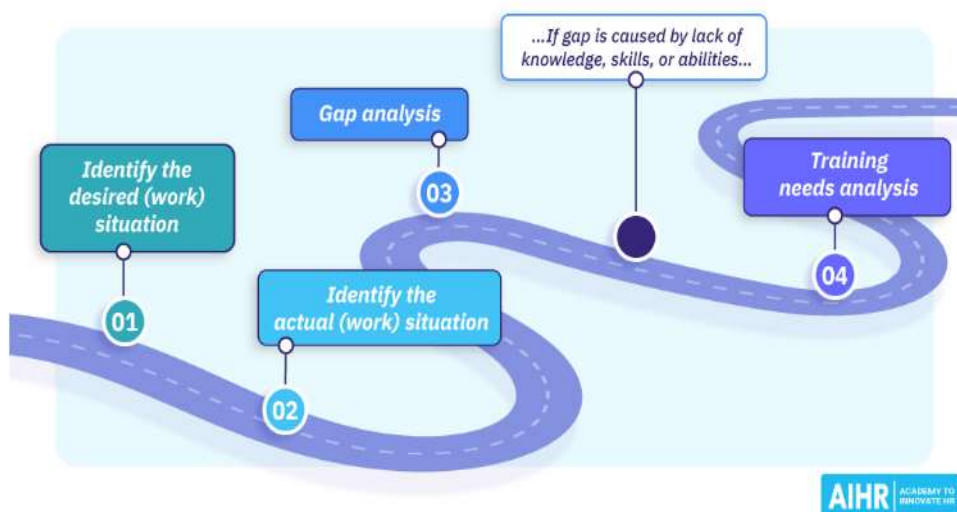 ...If gap is caused by lack of
knowledge, skills, or abilities...
Gap analysis
03
Identify the
desired (work)
situation
01
Training
needs analysis
04
Identify the
actual (work) situation
02
AIHR
ACADEMY TO
INNOVATE HR